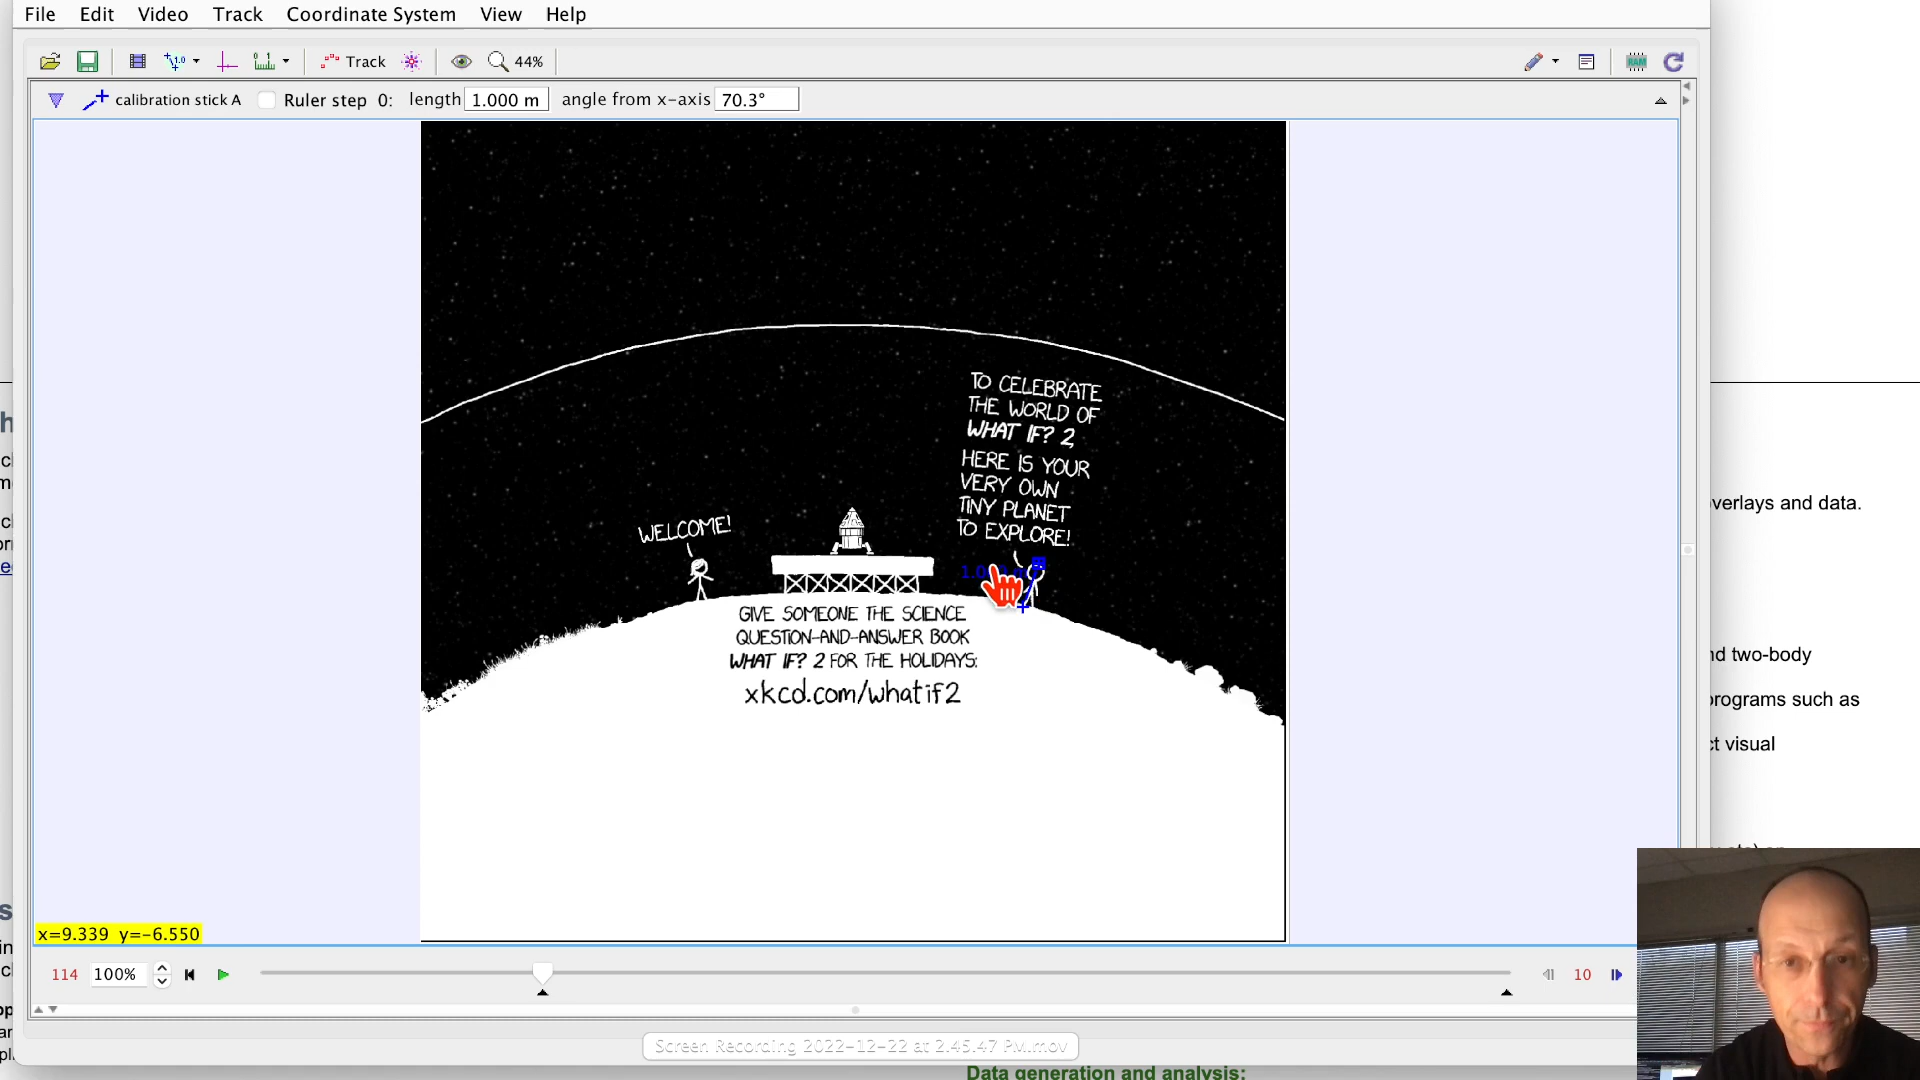 File Edit Video Track Coordinate System View Help
Track 44%
calibration stick A Ruler step 0: length 1.000 m angle from x-axis 70.3°
TO CELEBRATE
THE WORLD OF
WHAT IF? 2,
HERE IS YOUR
VERY OWN
TINY PLANET
TO EXPLORE!
WELCOME!
GIVE SOMEONE THE SCIENCE
QUESTION-AND-ANSWER BOOK
WHAT IF? 2 FOR THE HOLIDAYS:
xkcd.com/whatif2
overlays and data.
two-body
programs such as
visual
x=9.339 y=-6.550
114 100% 10
Screen Recording 2022-12-22 at 2.45.47 PM.mov
Data generation and analysis: